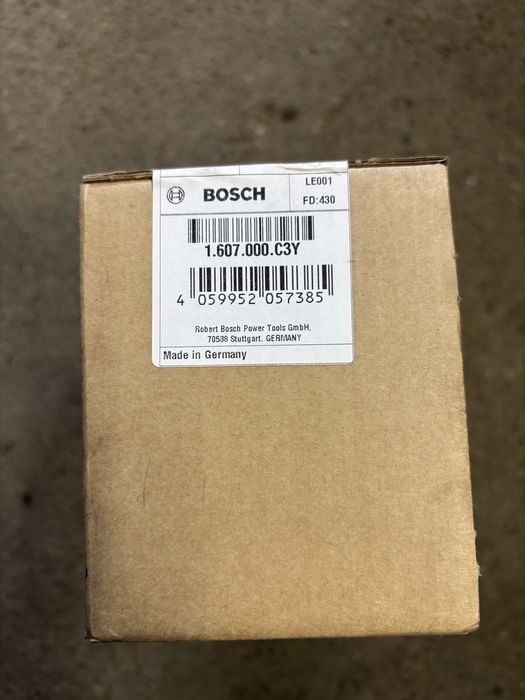 BOSCH
LE001
FD:430
1.607.000.C3Y
4 059952 057385
Robert Bosch Power Tools GmbH,
70538 Stuttgart, GERMANY
Made in Germany